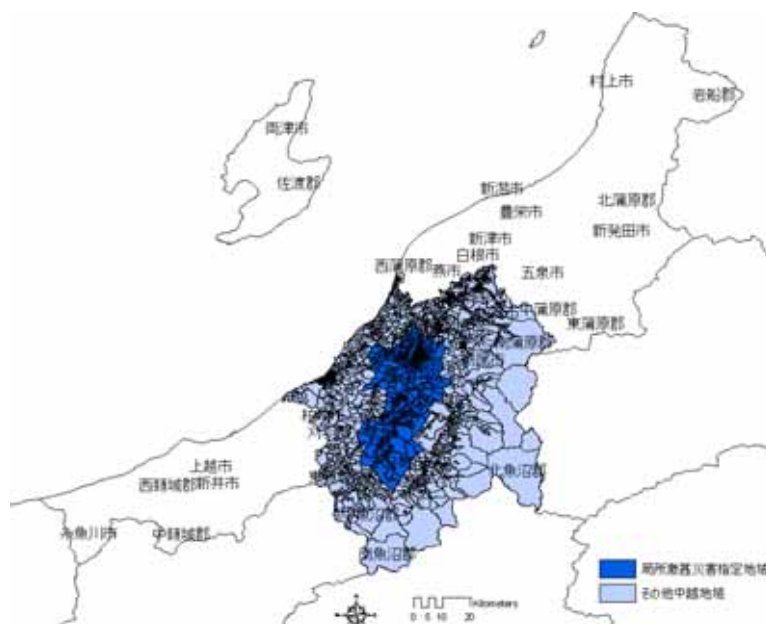 村上市
岩船郡
両津市
佐渡郡
新潟市
豊栄市
北蒲原郡
新発田市
新津市
白根市
西蒲原郡
燕市
五泉市
中蒲原郡
東蒲原郡
南蒲原郡
上越市
西頸城郡
新井市
北魚沼郡
糸魚川市
中頸城郡
南魚沼郡
局所激甚災害指定地域
その他中越地域
Kilometers
0 5 10 20